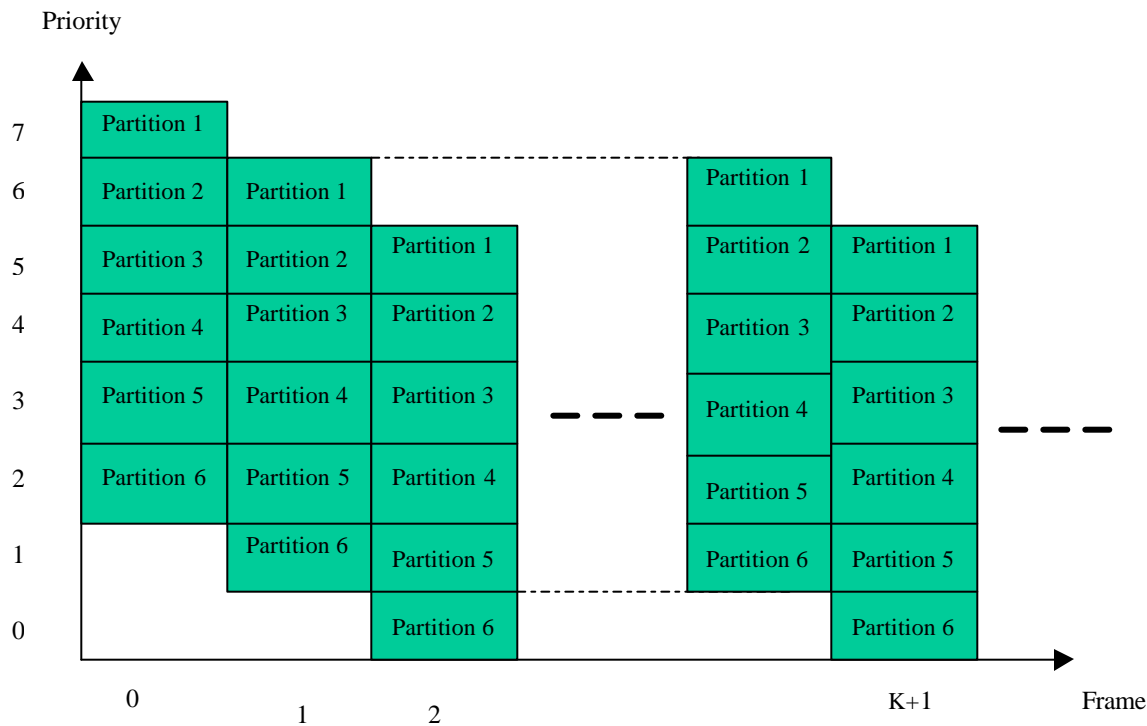 Priority
7
Partition 1
6
Partition 2
Partition 1
Partition 1
5
Partition 3
Partition 2
Partition 1
Partition 2
Partition 1
4
Partition 4
Partition 3
Partition 2
Partition 3
Partition 2
3
Partition 5
Partition 4
Partition 3
Partition 4
Partition 3
2
Partition 6
Partition 5
Partition 4
Partition 5
Partition 4
1
Partition 6
Partition 5
Partition 6
Partition 5
0
Partition 6
Partition 6
0
1
2
K+1
Frame